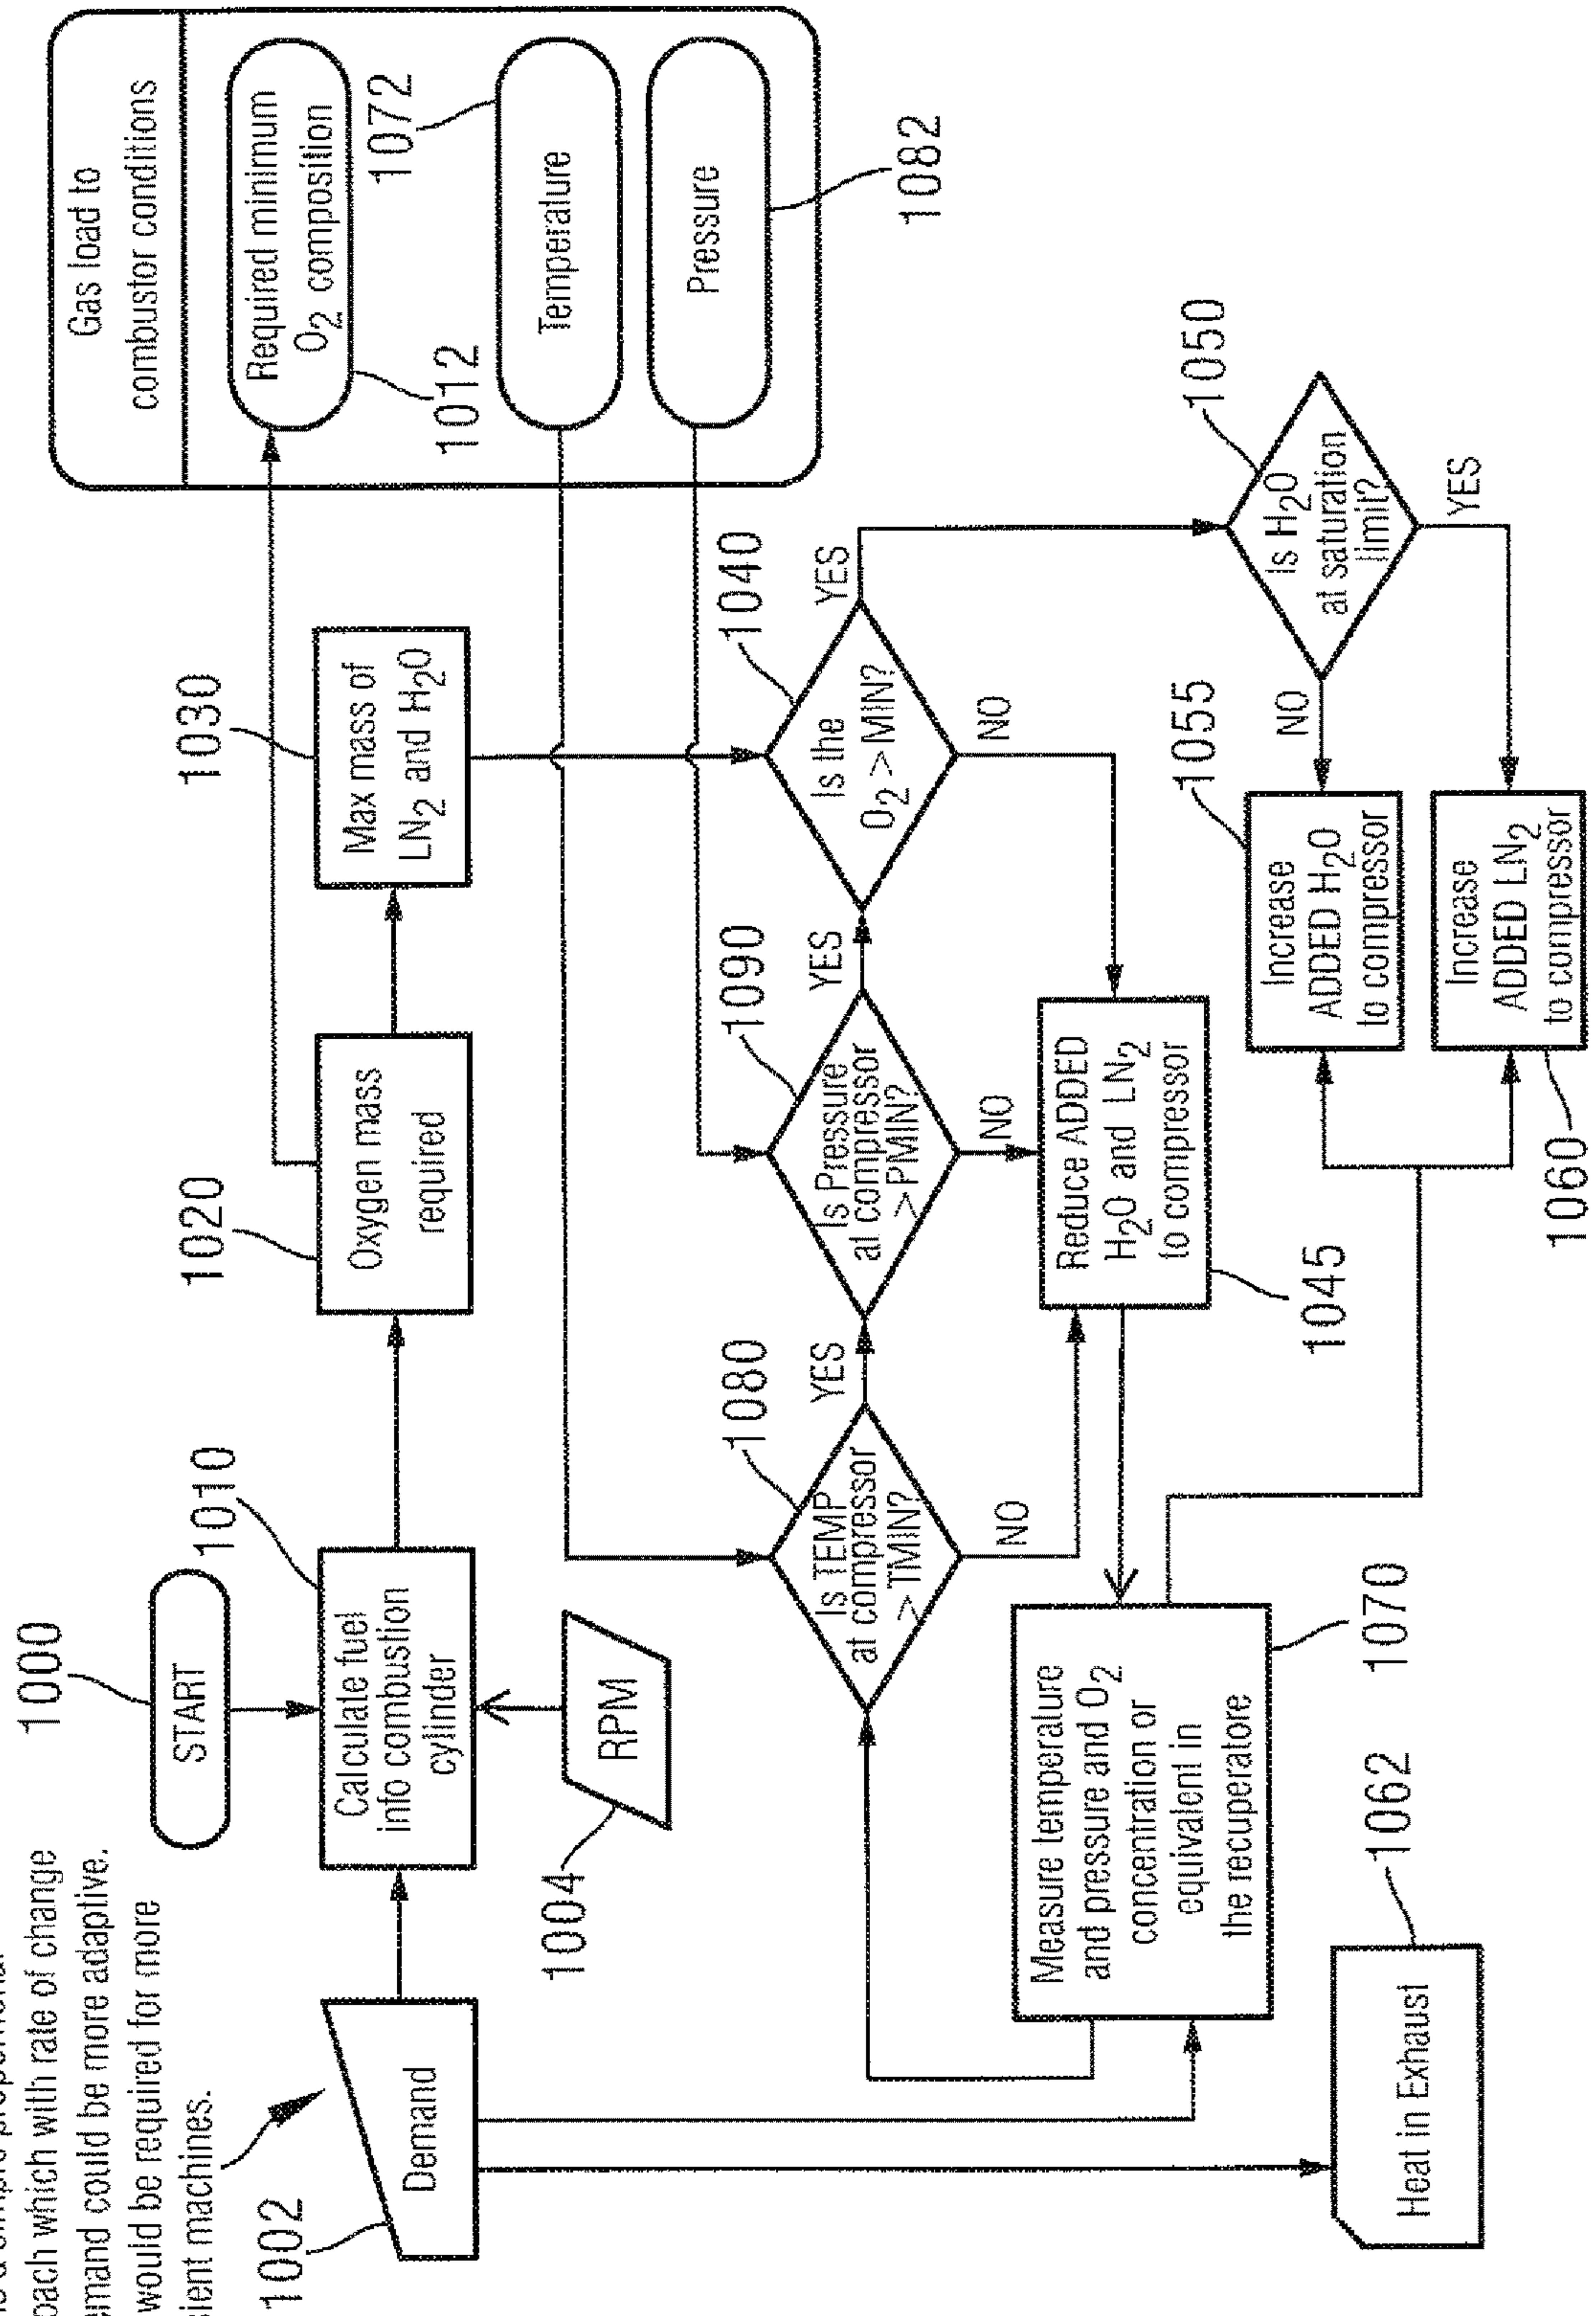 oach which with rate of change
emand could be more adaptive.
would be required for more
sient machines.
1002
Demand
1000
START
1010
Calculate fuel
into combustion
cylinder
RPM
1004
1020
Oxygen mass
required
1030
Max mass of
LN2 and H2O
Gas load to
combustor conditions
Required minimum
O2 composition
1012
1072
Temperature
Pressure
1082
1080
Is TEMP
at compressor
> TMIN?
YES
NO
1090
Is Pressure
at compressor
>PMIN?
YES
NO
1040
Is the
O2 > MIN?
YES
NO
1050
Is H2O
at saturation
limit?
NO
YES
Reduce ADDED
H2O and LN2
to compressor
1045
1055
Increase
ADDED H2O
to compressor
Increase
ADDED LN2
to compressor
1060
Measure temperature
and pressure and O2
concentration or
equivalent in
the recuperatore
1070
1062
Heat in Exhaust